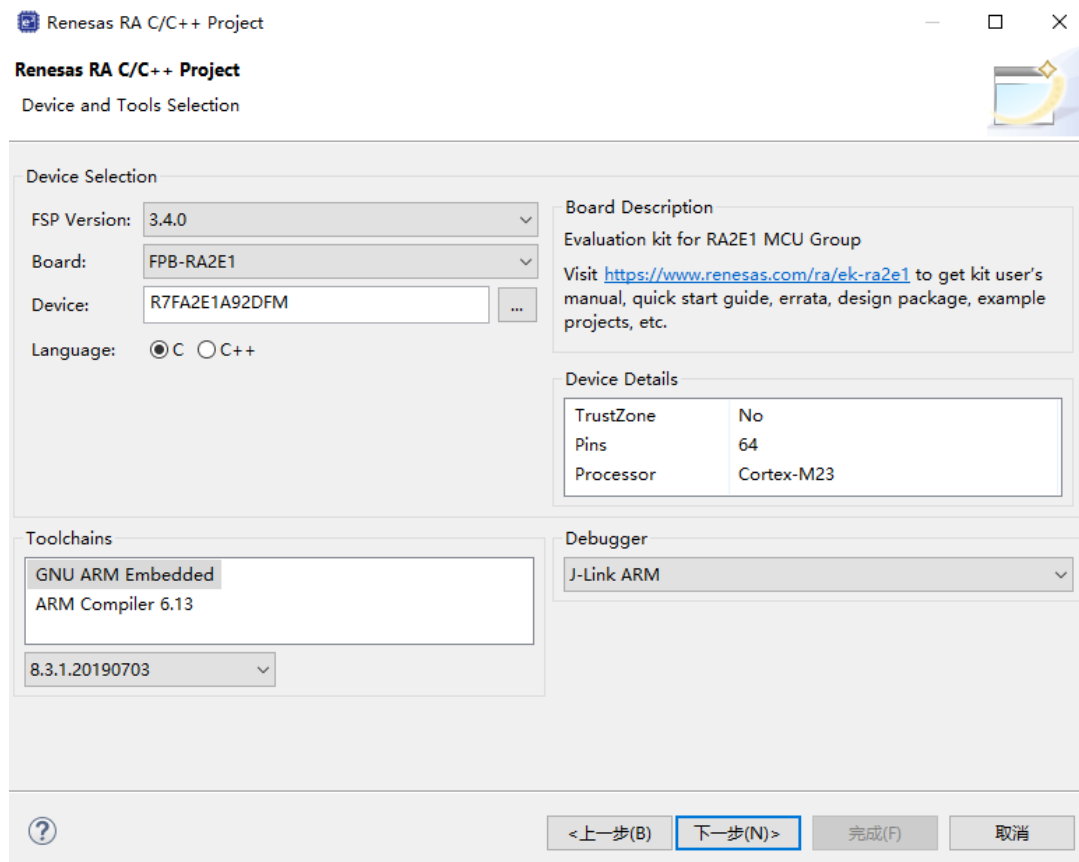 Renesas RA C/C++ Project
Renesas RA C/C++ Project
Device and Tools Selection
Device Selection
FSP Version: 3.4.0
Board: FPB-RA2E1
Device: R7FA2E1A92DFM ...
Language: C C++
Board Description
Evaluation kit for RA2E1 MCU Group
Visit https://www.renesas.com/ra/ek-ra2e1 to get kit user's
manual, quick start guide, errata, design package, example
projects, etc.
Device Details
TrustZone No
Pins 64
Processor Cortex-M23
Toolchains
GNU ARM Embedded
ARM Compiler 6.13
8.3.1.20190703
Debugger
J-Link ARM
? <上一步(B) 下一步(N)> 完成(F) 取消